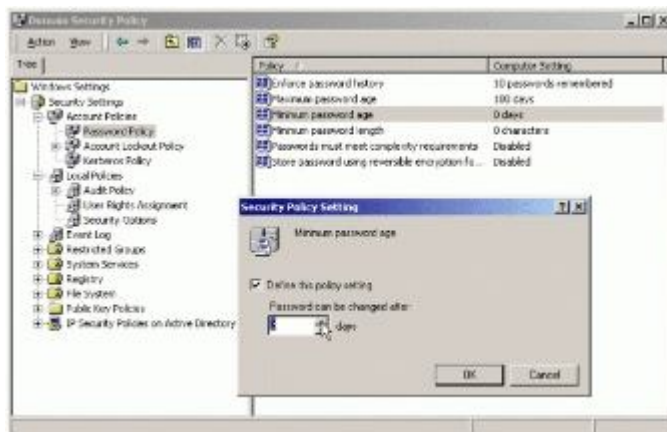 Domain Security Policy
Action View
Tree
Windows Settings
Security Settings
Account Policies
Password Policy
Account Lockout Policy
Kerberos Policy
Local Policies
Audit Policy
User Rights Assignment
Security Options
Event Log
Restricted Groups
System Services
Registry
File System
Public Key Policies
IP Security Policies on Active Directory
Policy Computer Setting
Enforce password history 10 passwords remembered
Maximum password age 180 days
Minimum password age 0 days
Minimum password length 0 characters
Passwords must meet complexity requirements Disabled
Store password using reversible encryption fo... Disabled
Security Policy Setting
Minimum password age
Define this policy setting
Password can be changed after
days
OK Cancel